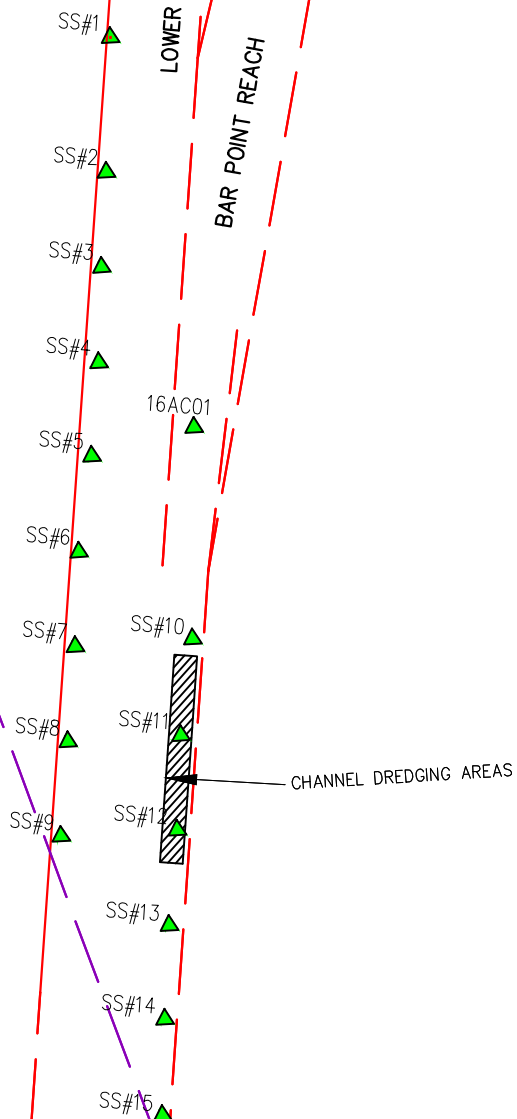 SS#1
LOWER
BAR POINT REACH
SS#2
SS#3
SS#4
16AC01
SS#5
SS#6
SS#10
SS#7
SS#11
SS#8
CHANNEL DREDGING AREAS
SS#12
SS#9
SS#13
SS#14
SS#15